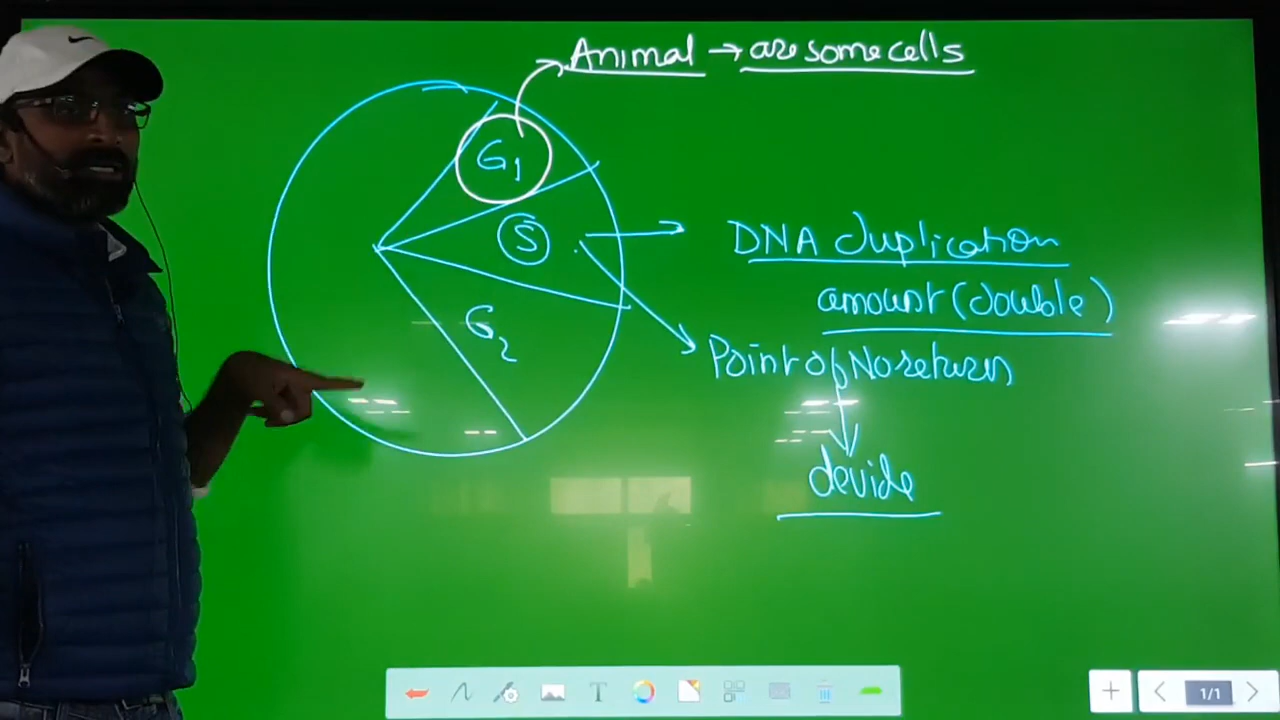 Animal → are some cells
G1
S
G2
DNA duplication
amount (double)
Point of No return
devide
T
1/1